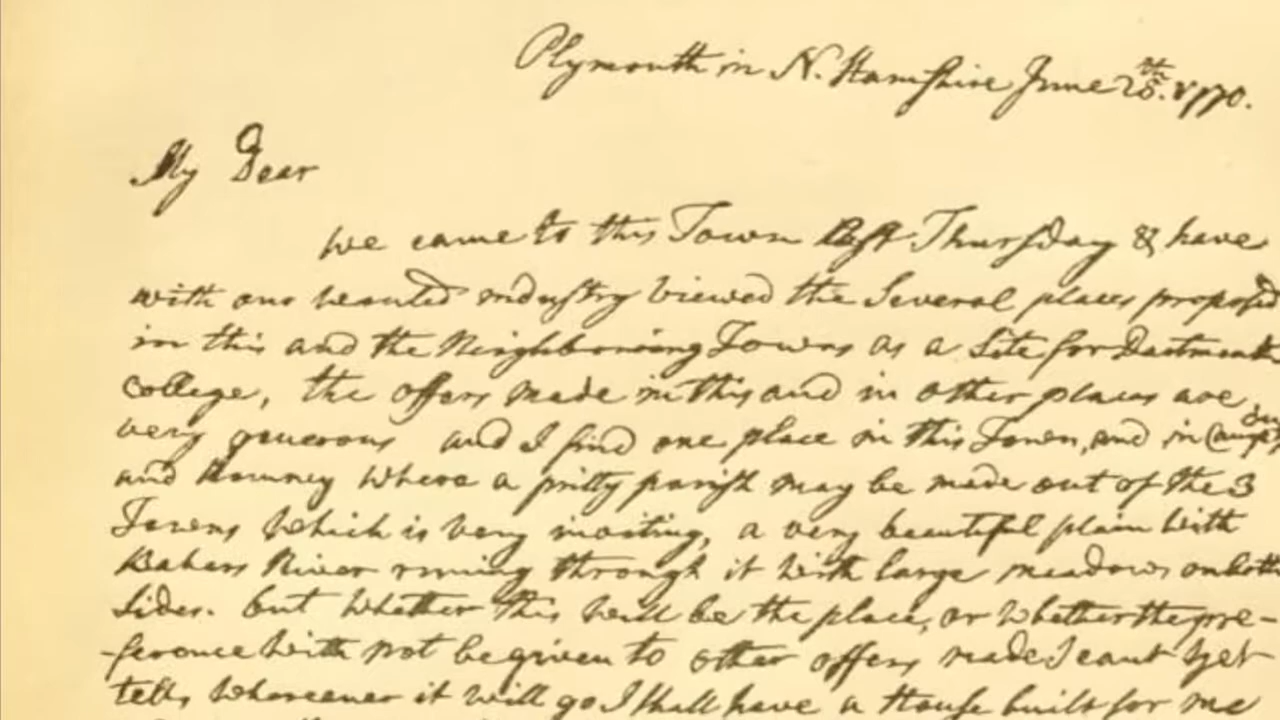 Plymouth in N. Hamshire June 25.th 1770.
My Dear
We came to this Town last Thursday & have
with our wonted industry viewed the Several places proposed
in this and the Neighbouring Towns as a Site for Dartmouth
college, the offers made in this and in other places are
very generous and I find one place in this Town, and in
and Rumney where a pritty parish may be made out of the 3
Towns which is very inviting, a very beautiful plain with
Bakers River runing through it with large meadows on both
sides. but whether this will be the place, or whether the pre-
-ference will not be given to other offers made I cant yet
tell, whereever it will go I shall have a House built for me